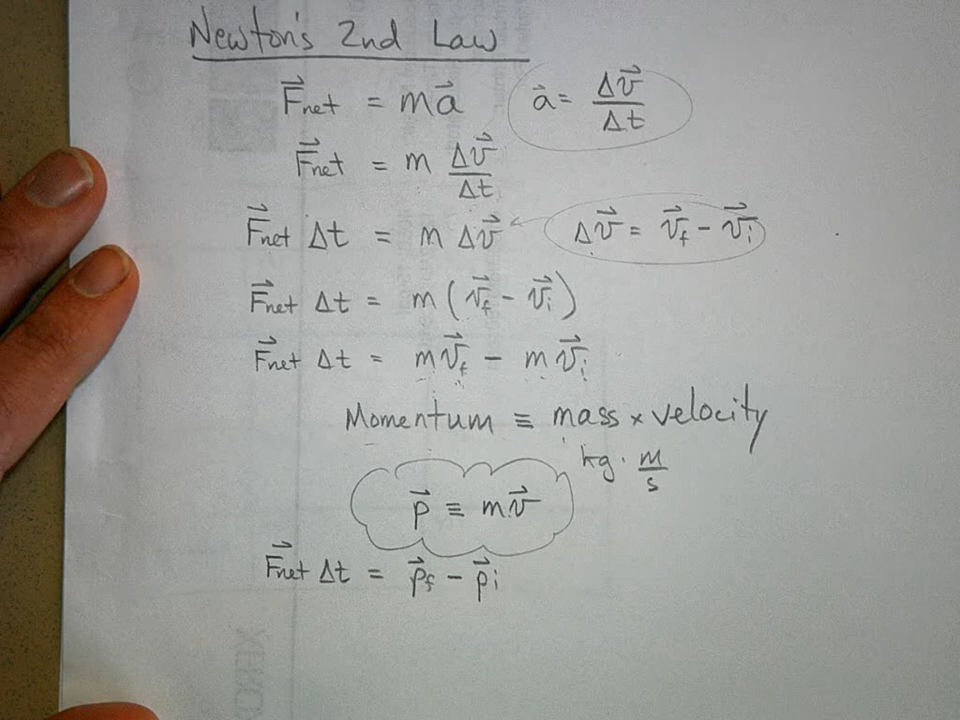 Newton's 2nd Law
F⃗net = ma⃗   a⃗ = Δv⃗/Δt
F⃗net = m Δv⃗/Δt
F⃗net Δt = m Δv⃗   Δv⃗ = v⃗f - v⃗i
F⃗net Δt = m (v⃗f - v⃗i)
F⃗net Δt = mv⃗f - mv⃗i
Momentum ≡ mass × velocity
kg · m/s
p⃗ ≡ mv⃗
F⃗net Δt = p⃗f - p⃗i